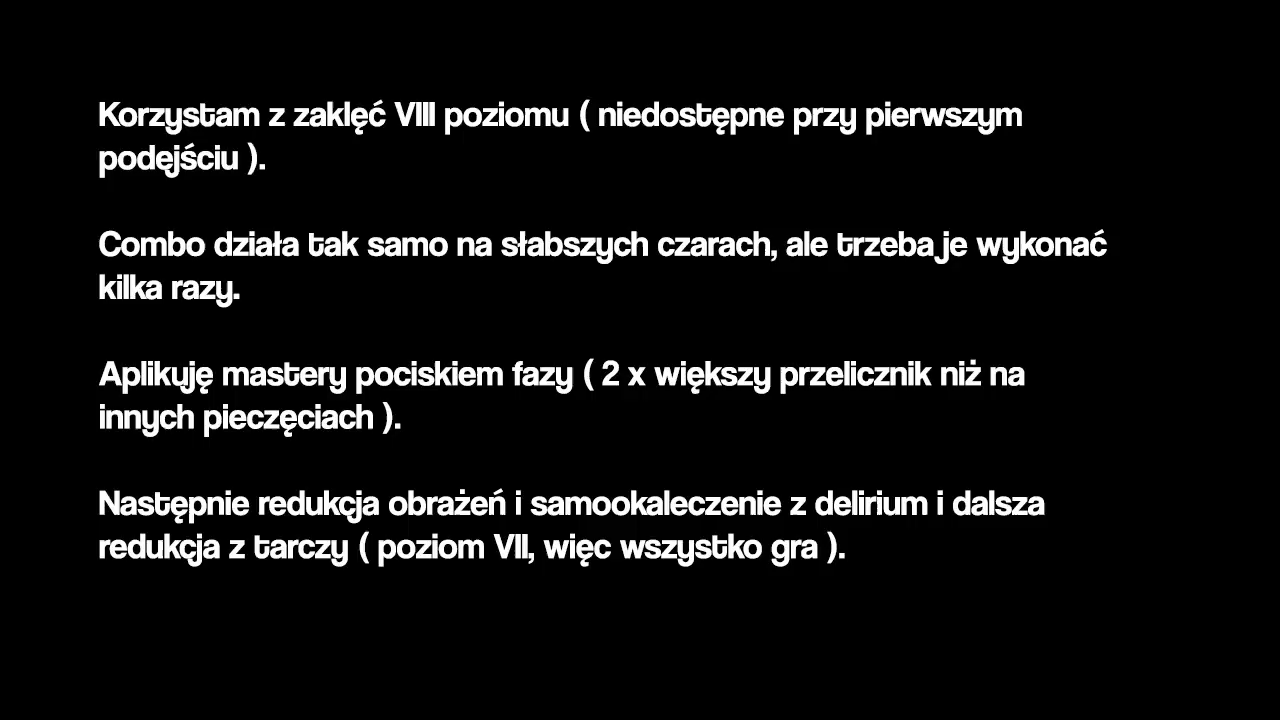 Korzystam z zaklęć VIII poziomu ( niedostępne przy pierwszym
podejściu ).
Combo działa tak samo na słabszych czarach, ale trzeba je wykonać
kilka razy.
Aplikuję mastery pociskiem fazy ( 2 x większy przelicznik niż na
innych pieczęciach ).
Następnie redukcja obrażeń i samookaleczenie z delirium i dalsza
redukcja z tarczy ( poziom VII, więc wszystko gra ).